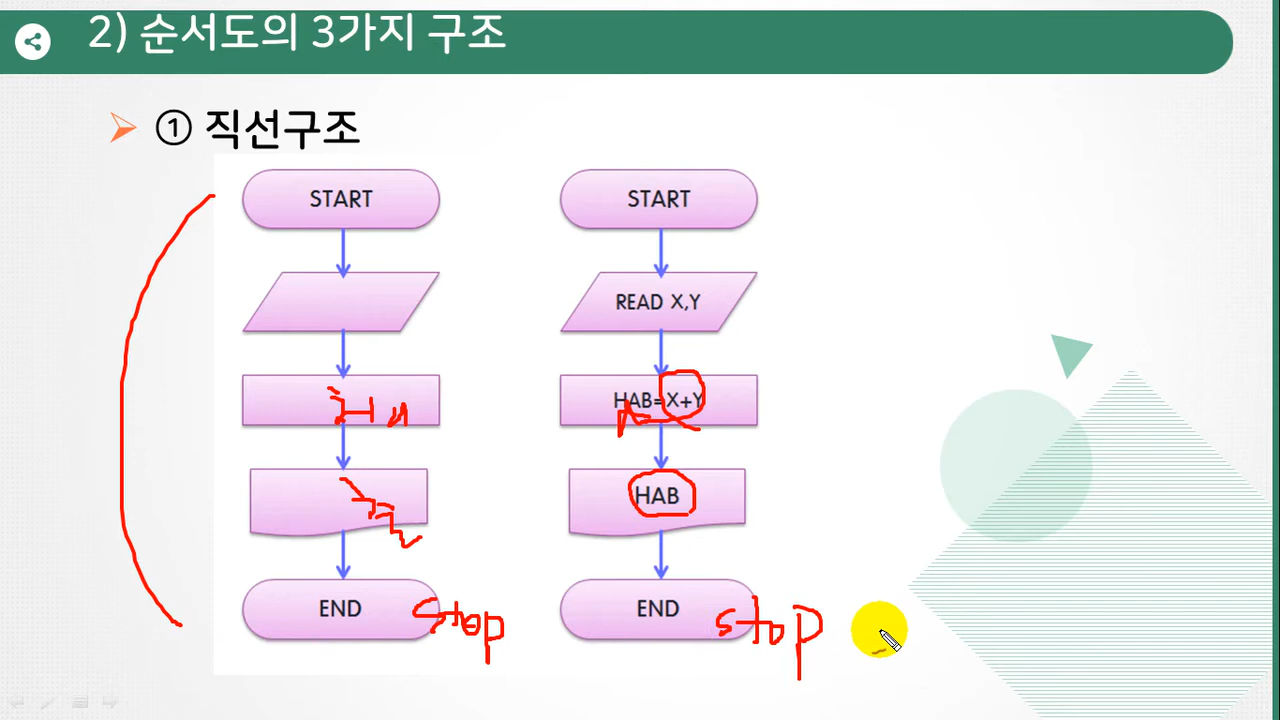 2) 순서도의 3가지 구조
① 직선구조
START
START
READ X,Y
HAB=X+Y
HAB
END
stop
END
stop